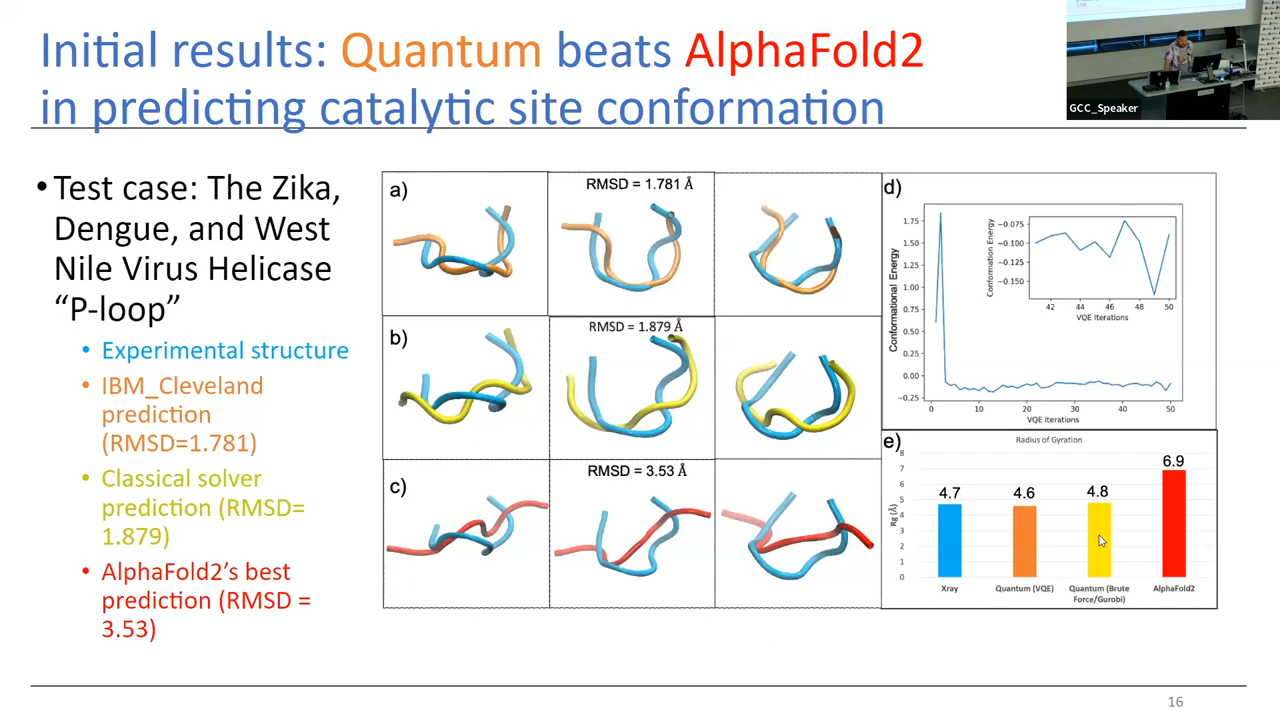 Initial results: Quantum beats AlphaFold2
in predicting catalytic site conformation
GCC_Speaker
• Test case: The Zika,
Dengue, and West
Nile Virus Helicase
“P-loop”
• Experimental structure
• IBM_Cleveland
prediction
(RMSD=1.781)
• Classical solver
prediction (RMSD=
1.879)
• AlphaFold2’s best
prediction (RMSD =
3.53)
a)
RMSD = 1.781 Å
b)
RMSD = 1.879 Å
c)
RMSD = 3.53 Å
d)
Conformational Energy
1.75
1.50
1.25
1.00
0.75
0.50
0.25
0.00
−0.25
0 10 20 30 40 50
VQE Iterations
Conformation Energy
−0.075
−0.100
−0.125
−0.150
42 44 46 48 50
VQE Iterations
e)
Radius of Gyration
Rg (Å)
8
7
6
5
4
3
2
1
0
4.7 4.6 4.8 6.9
Xray Quantum (VQE) Quantum (Brute AlphaFold2
Force/Gurobi)
16